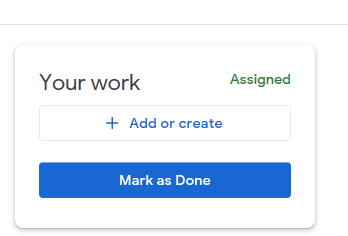 Your work
Assigned
+ Add or create
Mark as Done